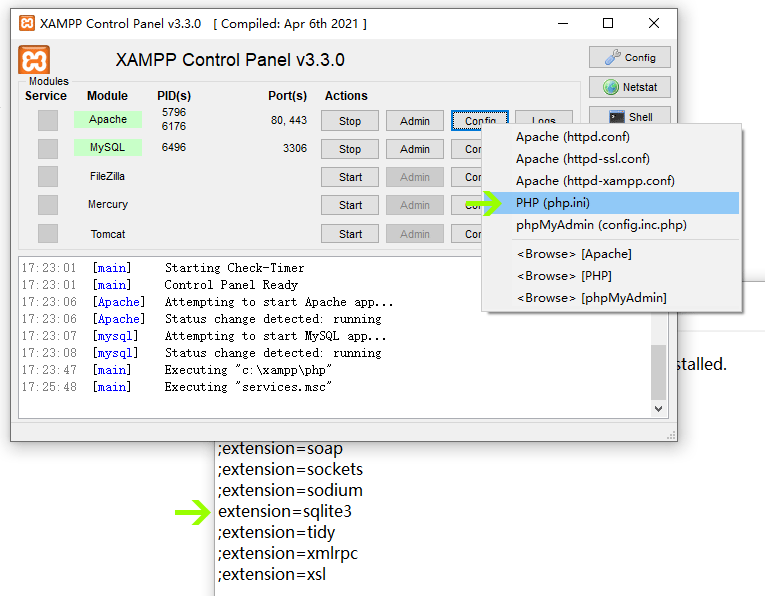 XAMPP Control Panel v3.3.0 [ Compiled: Apr 6th 2021 ]
XAMPP Control Panel v3.3.0
Config
Netstat
Shell
Modules
Service Module PID(s) Port(s) Actions
Apache 5796 6176 80, 443 Stop Admin Config Logs
MySQL 6496 3306 Stop Admin
FileZilla Start Admin
Mercury Start Admin
Tomcat Start Admin
Apache (httpd.conf)
Apache (httpd-ssl.conf)
Apache (httpd-xampp.conf)
PHP (php.ini)
phpMyAdmin (config.inc.php)
<Browse> [Apache]
<Browse> [PHP]
<Browse> [phpMyAdmin]
17:23:01 [main] Starting Check-Timer
17:23:01 [main] Control Panel Ready
17:23:06 [Apache] Attempting to start Apache app...
17:23:06 [Apache] Status change detected: running
17:23:06 [mysql] Attempting to start MySQL app...
17:23:08 [mysql] Status change detected: running
17:23:47 [main] Executing "c:\xampp\php"
17:25:48 [main] Executing "services.msc"
stalled.
;extension=soap
;extension=sockets
;extension=sodium
extension=sqlite3
;extension=tidy
;extension=xmlrpc
;extension=xsl